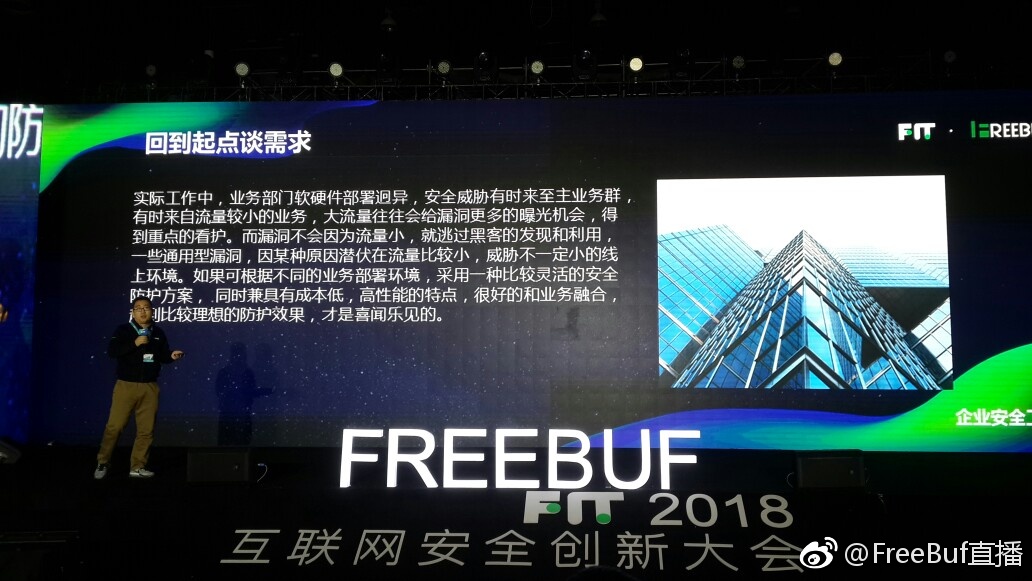 防
回到起点谈需求
FIT · FREEBU
实际工作中，业务部门软硬件部署迥异，安全威胁有时来至主业务群，
有时来自流量较小的业务，大流量往往会给漏洞更多的曝光机会，得
到重点的看护。而漏洞不会因为流量小，就逃过黑客的发现和利用，
一些通用型漏洞，因某种原因潜伏在流量比较小，威胁不一定小的线
上环境。如果可根据不同的业务部署环境，采用一种比较灵活的安全
防护方案，同时兼具有成本低，高性能的特点，很好的和业务融合，
到比较理想的防护效果，才是喜闻乐见的。
企业安全
FREEBUF
FIT 2018
互联网安全创新大会
@FreeBuf直播